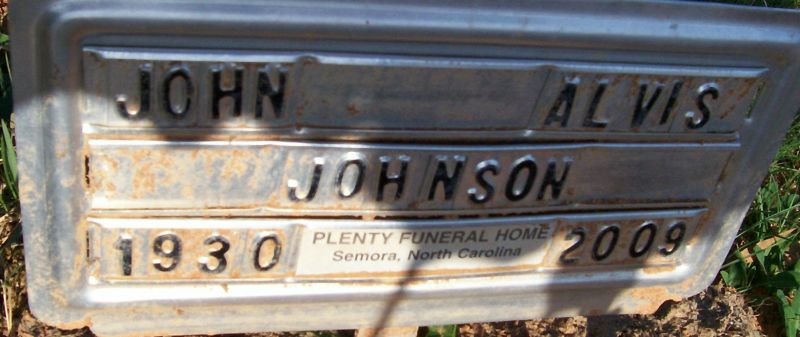 JOHN ALVIS
JOHNSON
1930 PLENTY FUNERAL HOME 2009
Semora, North Carolina